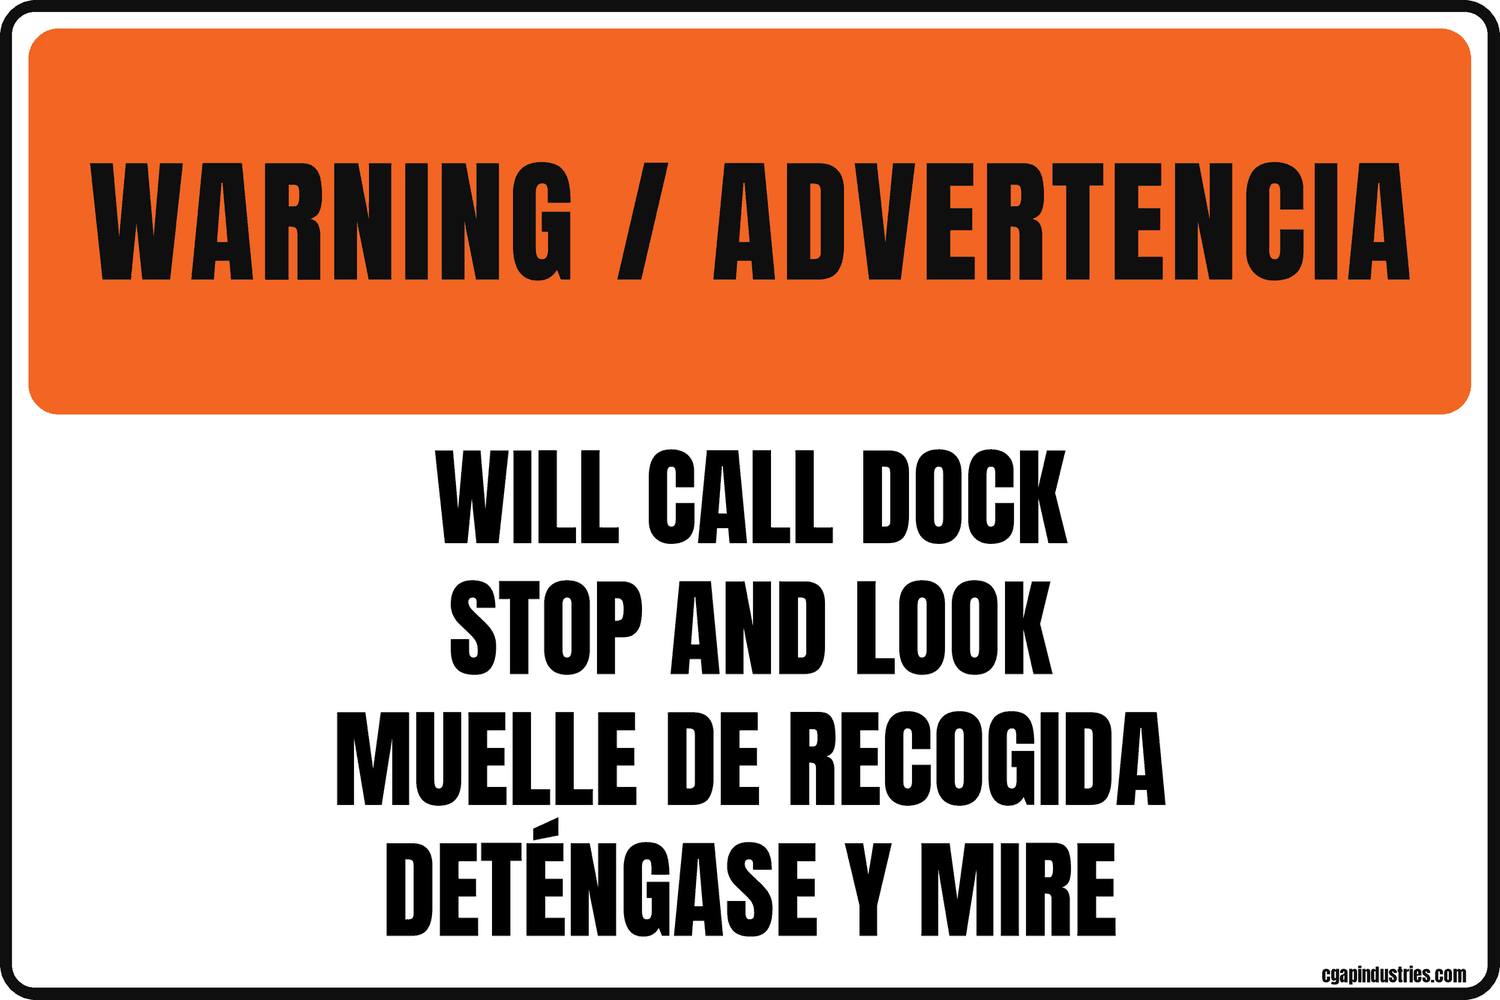 WARNING / ADVERTENCIA
WILL CALL DOCK
STOP AND LOOK
MUELLE DE RECOGIDA
DETÉNGASE Y MIRE
cgapindustries.com